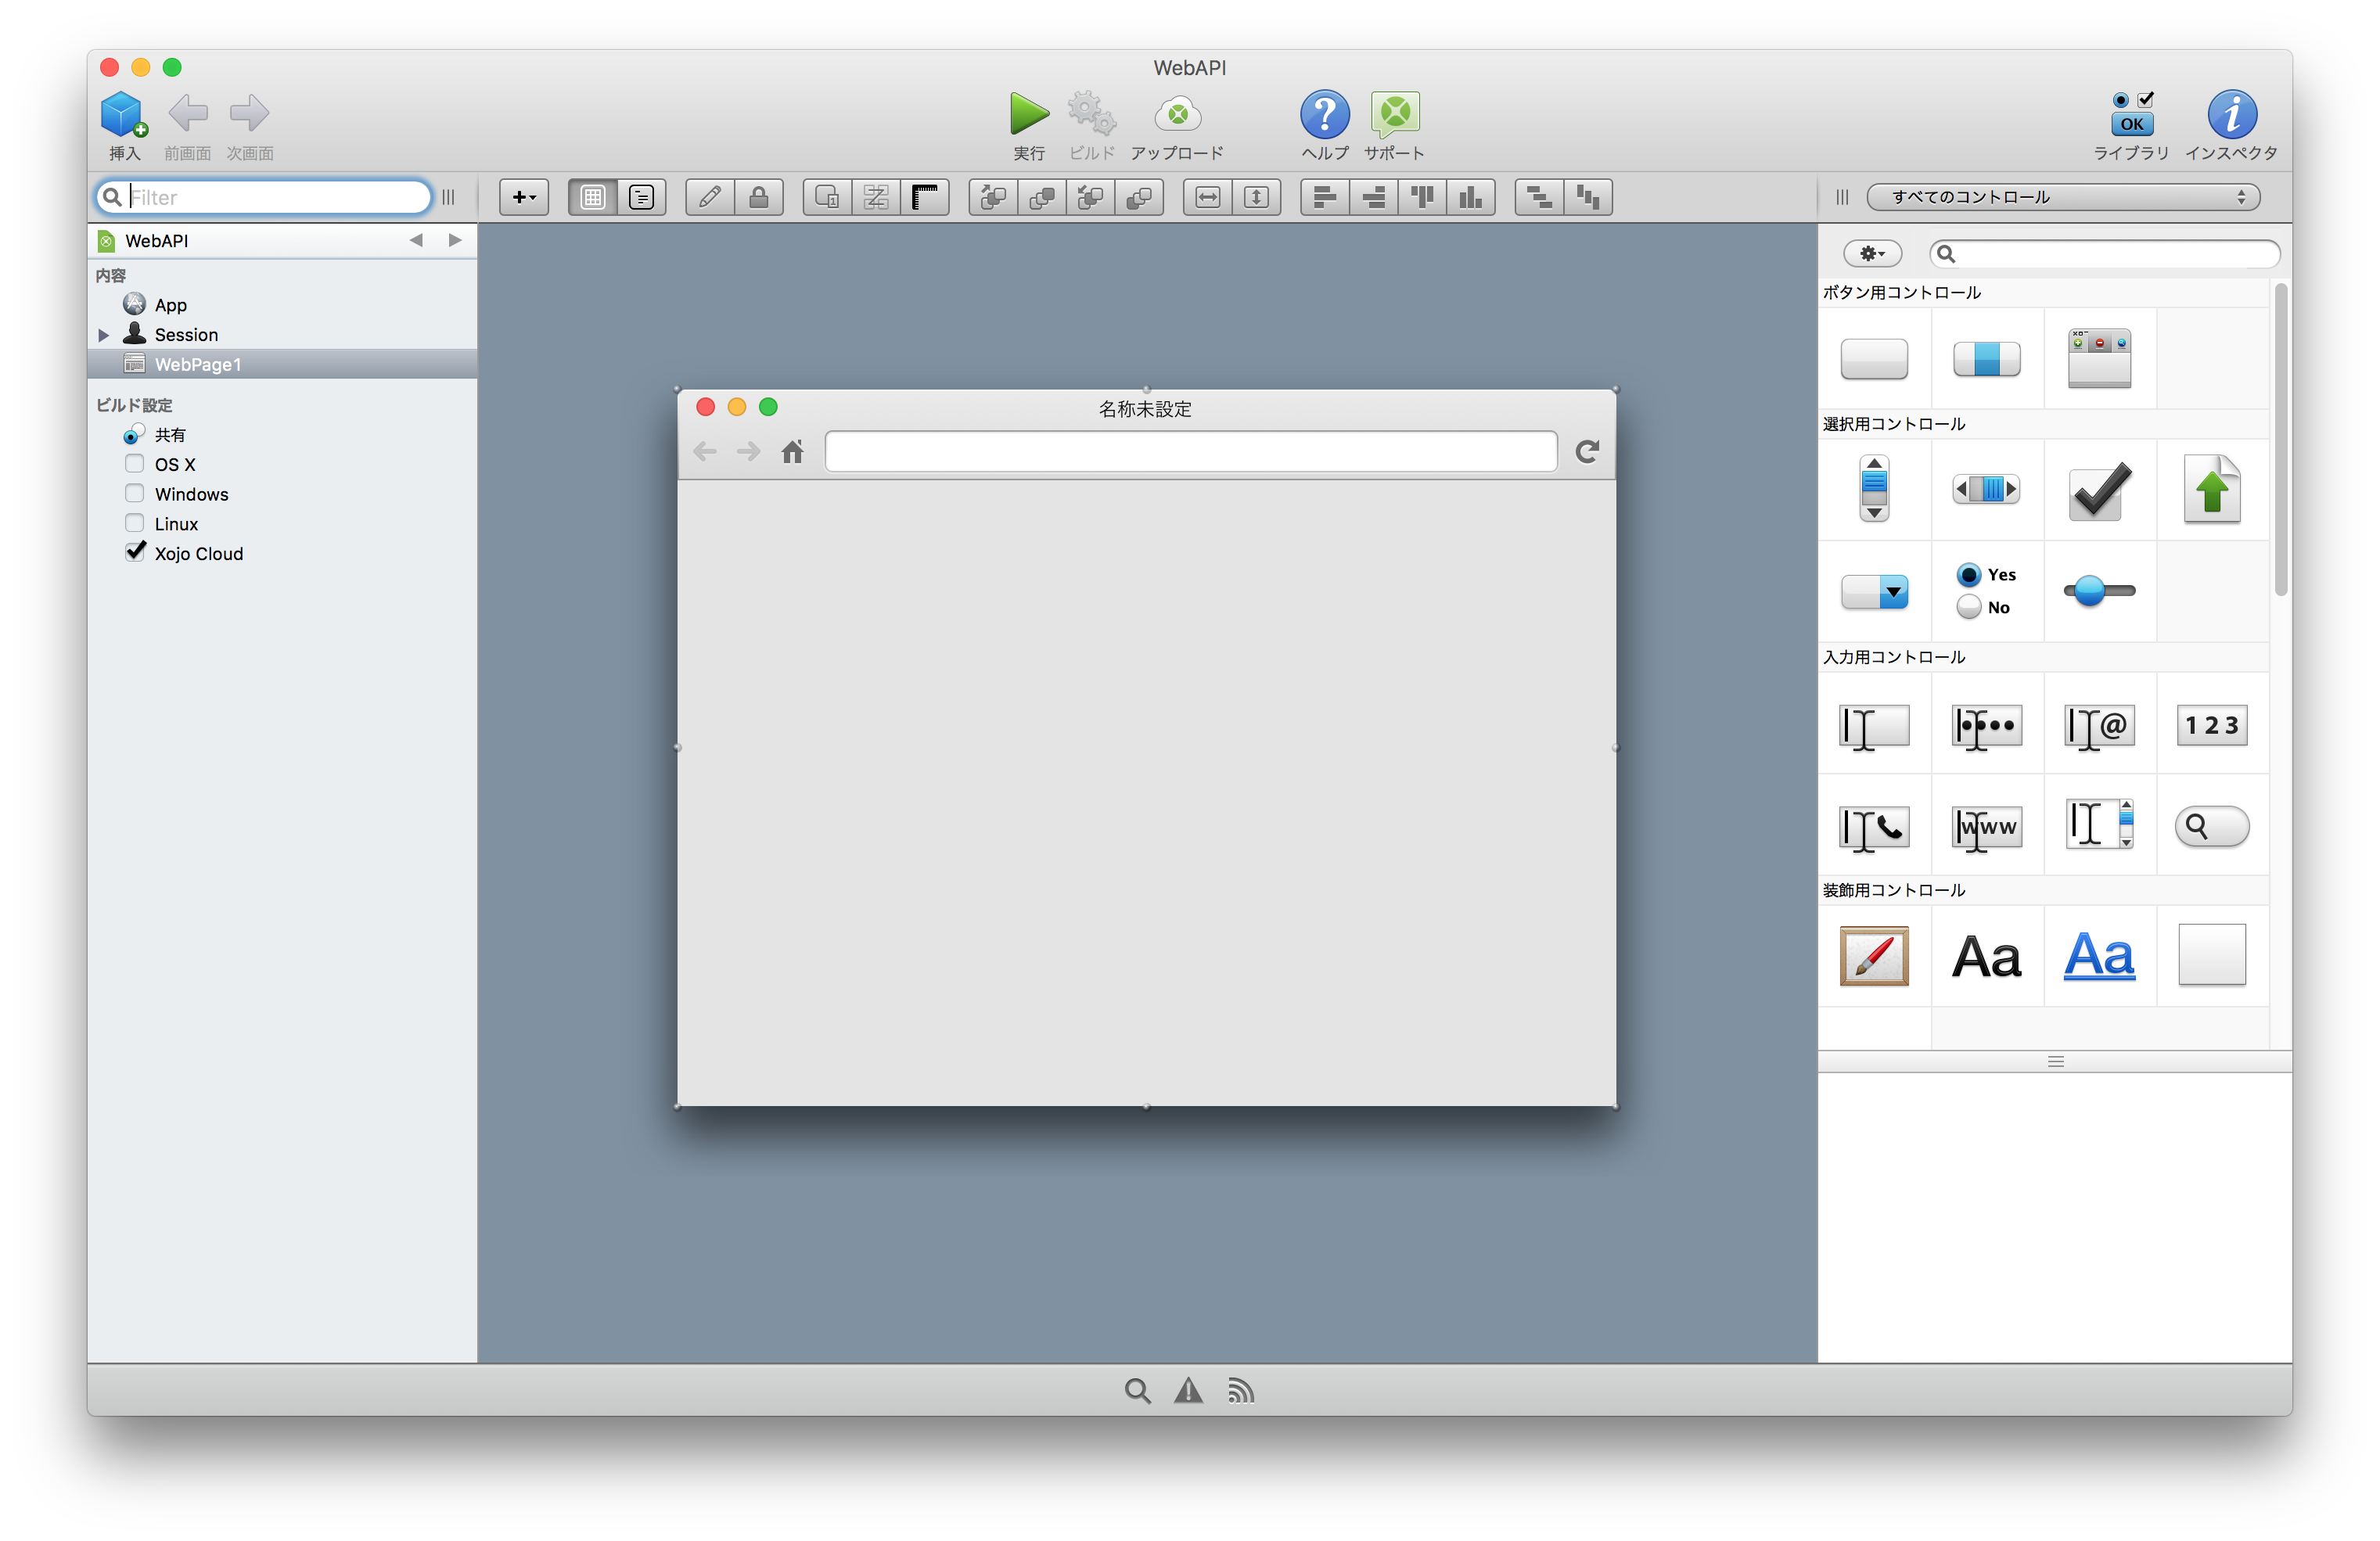 WebAPI
挿入
前画面
次画面
実行
ビルド
アップロード
ヘルプ
サポート
OK
ライブラリ
インスペクタ
Filter
1
すべてのコントロール
WebAPI
内容
App
Session
WebPage1
ビルド設定
共有
OS X
Windows
Linux
Xojo Cloud
名称未設定
ボタン用コントロール
選択用コントロール
Yes
No
入力用コントロール
@
1 2 3
www
装飾用コントロール
Aa
Aa